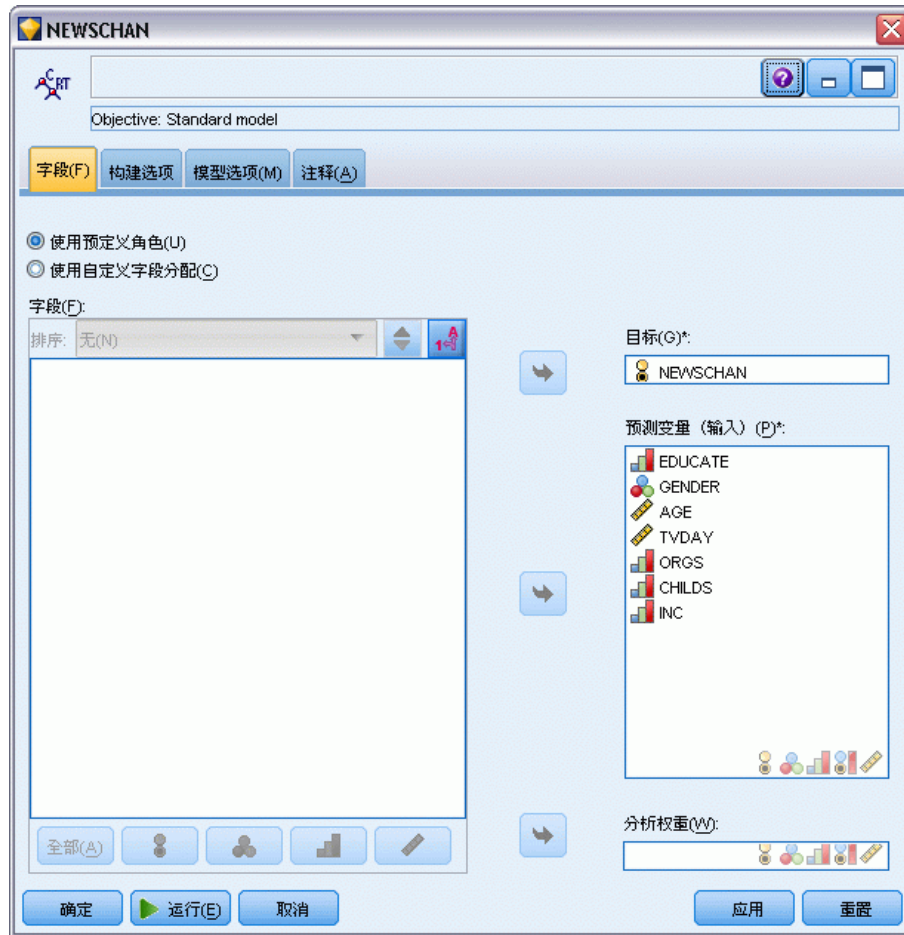 NEWSCHAN
C RT
Objective: Standard model
字段(F) 构建选项 模型选项(M) 注释(A)
使用预定义角色(U)
使用自定义字段分配(C)
字段(F):
排序: 无(N)
目标(G)*:
NEWSCHAN
预测变量（输入）(P)*:
EDUCATE
GENDER
AGE
TVDAY
ORGS
CHILDS
INC
全部(A)
分析权重(W):
确定 运行(E) 取消 应用 重置